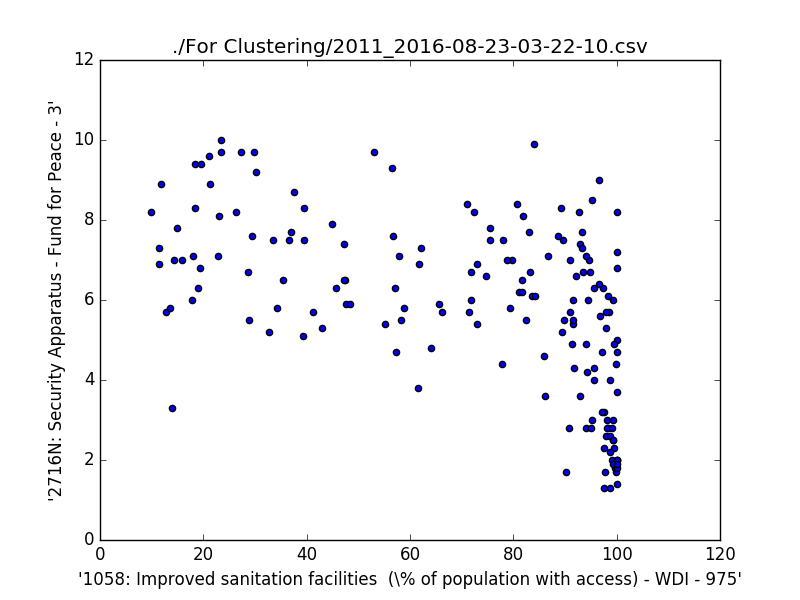 ./For Clustering/2011_2016-08-23-03-22-10.csv
12
10
8
6
4
2
0
'2716N: Security Apparatus - Fund for Peace - 3'
0 20 40 60 80 100 120
'1058: Improved sanitation facilities  (\% of population with access) - WDI - 975'